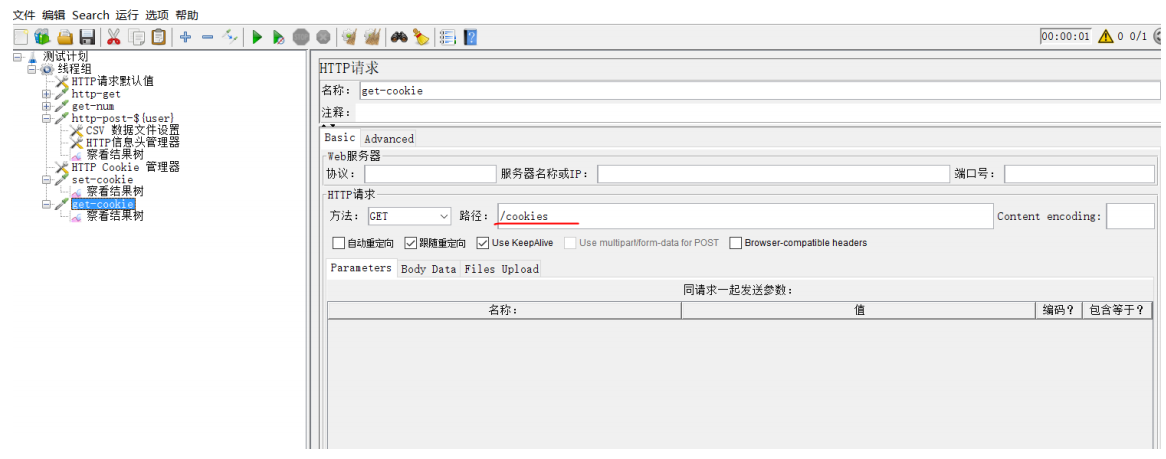 文件 编辑 Search 运行 选项 帮助
00:00:01 0 0/1
测试计划
线程组
HTTP请求默认值
http-get
get-num
http-post-${user}
CSV 数据文件设置
HTTP信息头管理器
察看结果树
HTTP Cookie 管理器
set-cookie
察看结果树
get-cookie
察看结果树
HTTP请求
名称: get-cookie
注释:
Basic Advanced
Web服务器
协议: 服务器名称或IP: 端口号:
HTTP请求
方法: GET 路径: /cookies Content encoding:
自动重定向 跟随重定向 Use KeepAlive Use multipart/form-data for POST Browser-compatible headers
Parameters Body Data Files Upload
同请求一起发送参数:
名称: 值 编码? 包含等于?